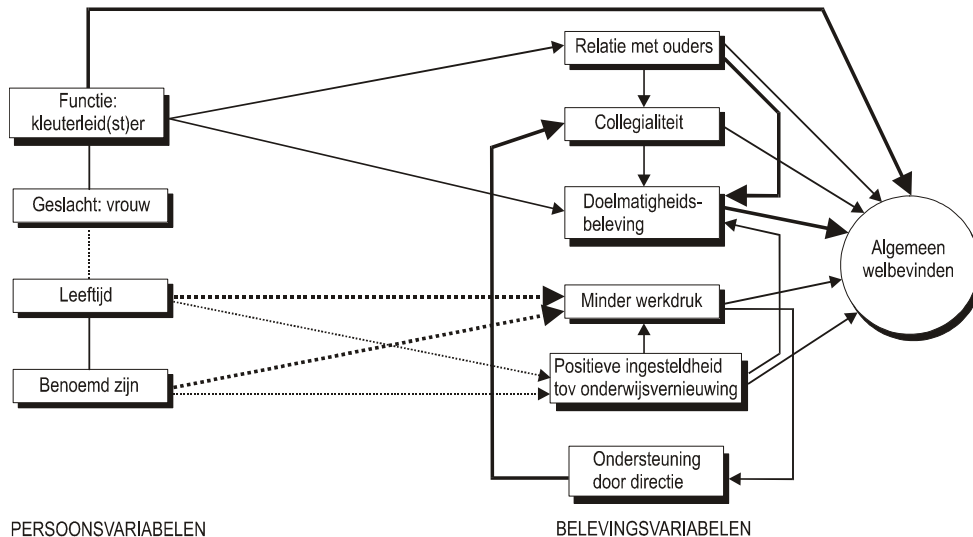 Relatie met ouders
Functie:
kleuterleid(st)er
Collegialiteit
Geslacht: vrouw
Doelmatigheids-
beleving
Algemeen
welbevinden
Leeftijd
Minder werkdruk
Benoemd zijn
Positieve ingesteldheid
tov onderwijsvernieuwing
Ondersteuning
door directie
PERSOONSVARIABELEN
BELEVINGSVARIABELEN